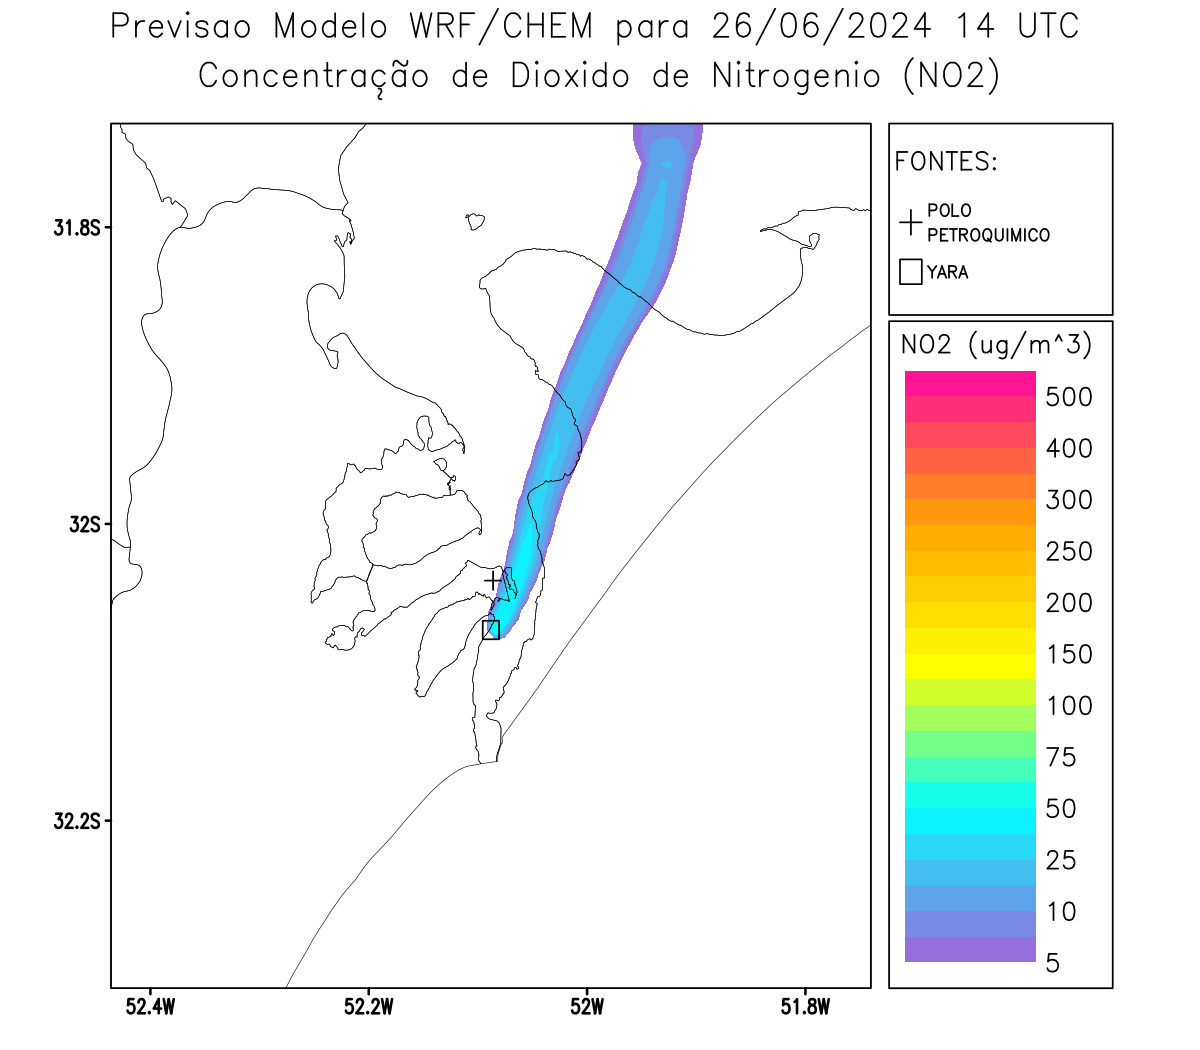 Previsao Modelo WRF/CHEM para 26/06/2024 14 UTC
Concentração de Dioxido de Nitrogenio (NO2)
FONTES:
POLO
PETROQUIMICO
YARA
NO2 (ug/m^3)
500
400
300
250
200
150
100
75
50
25
10
5
31.8S
32S
32.2S
52.4W 52.2W 52W 51.8W